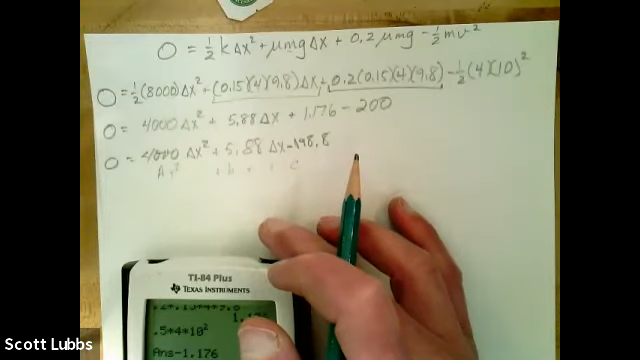 0 = ½ k Δx² + μmg Δx + 0.2 μmg - ½ mv²
0 = ½ (8000) Δx² + (0.15)(4)(9.8) Δx + 0.2(0.15)(4)(9.8) - ½ (4)(10)²
0 = 4000 Δx² + 5.88 Δx + 1.176 - 200
0 = 4000 Δx² + 5.88 Δx - 198.8
Ax² + b + c
TI-84 Plus
TEXAS INSTRUMENTS
.5*4*10²
Ans-1.176
Scott Lubbs